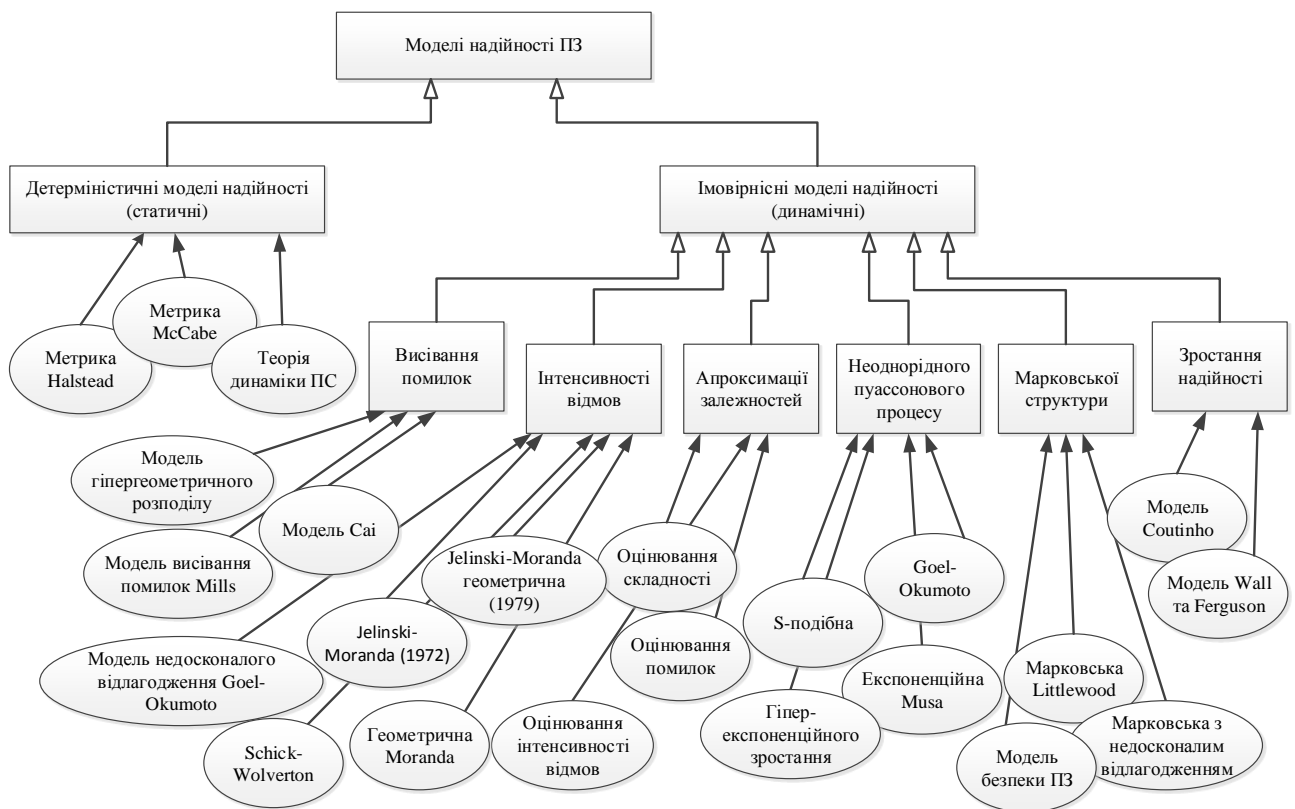 Моделі надійності ПЗ
Детерміністичні моделі надійності
(статичні)
Імовірнісні моделі надійності
(динамічні)
Метрика
Halstead
Метрика
McCabe
Теорія
динаміки ПС
Висівання
помилок
Інтенсивності
відмов
Апроксимації
залежностей
Неоднорідного
пуассонового
процесу
Марковської
структури
Зростання
надійності
Модель
гіпергеометричного
розподілу
Модель висівання
помилок Mills
Модель Cai
Модель недосконалого
відлагодження Goel-
Okumoto
Schick-
Wolverton
Jelinski-
Moranda (1972)
Jelinski-Moranda
геометрична
(1979)
Геометрична
Moranda
Оцінювання
складності
Оцінювання
помилок
Оцінювання
інтенсивності
відмов
S-подібна
Гіпер-
експоненційного
зростання
Goel-
Okumoto
Експоненційна
Musa
Модель
безпеки ПЗ
Марковська
Littlewood
Марковська з
недосконалим
відлагодженням
Модель
Coutinho
Модель Wall
та Ferguson